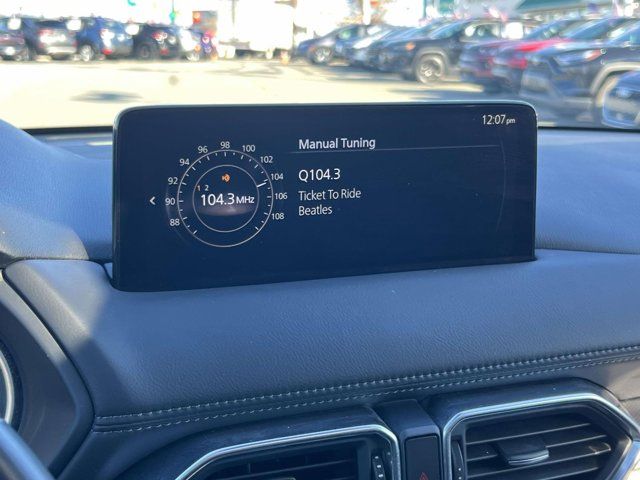 12:07 pm
Manual Tuning
Q104.3
Ticket To Ride
Beatles
88 90 92 94 96 98 100 102 104 106 108
1 2
104.3 MHz